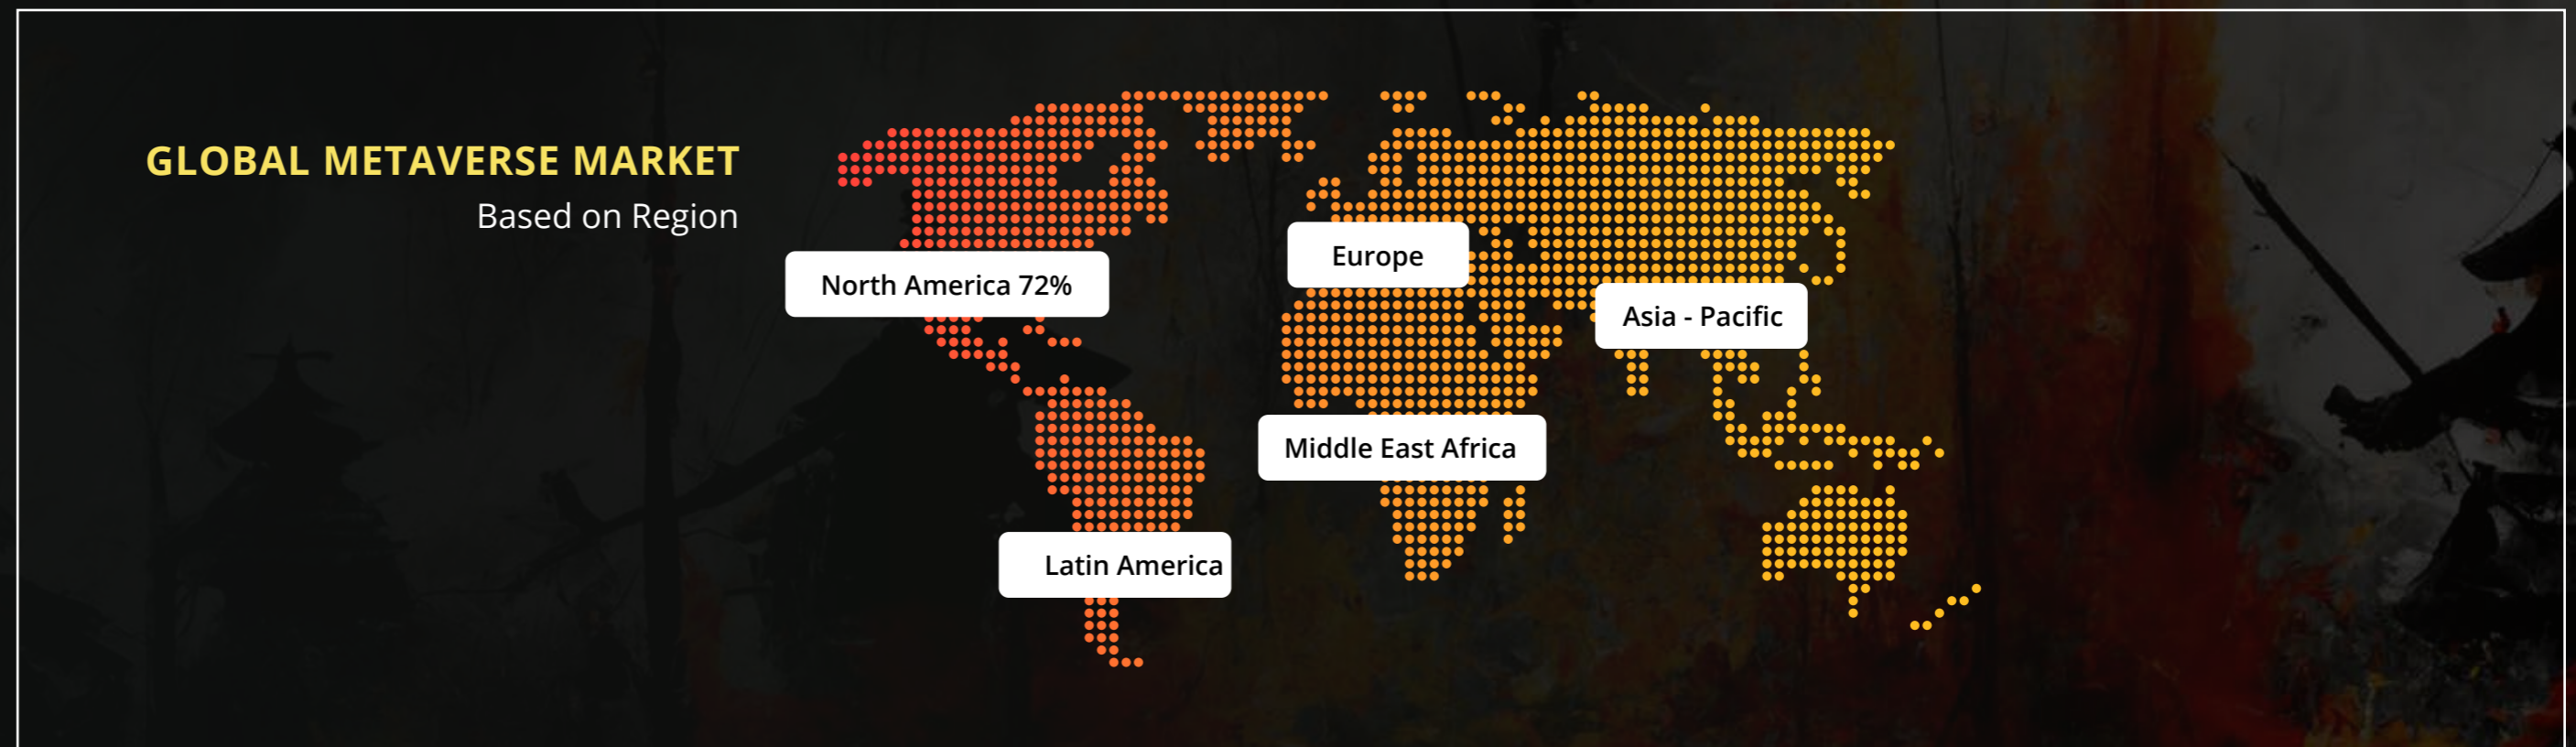 GLOBAL METAVERSE MARKET
Based on Region
North America 72%
Europe
Asia - Pacific
Middle East Africa
Latin America